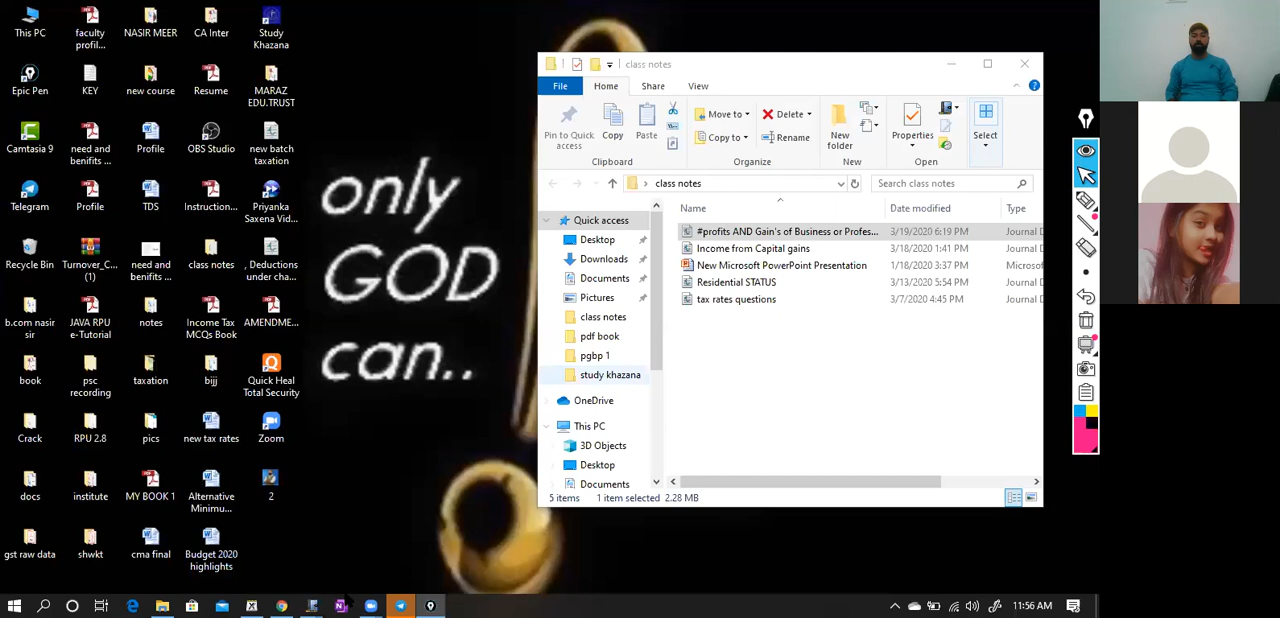 This PC
faculty profil...
NASIR MEER
CA Inter
Study Khazana
Epic Pen
KEY
new course
Resume
MARAZ EDU.TRUST
Camtasia 9
need and benifits ...
Profile
OBS Studio
new batch taxation
Telegram
Profile
TDS
Instruction...
Priyanka Saxena Vid...
Recycle Bin
Turnover_C... (1)
need and benifits ...
class notes
, Deductions under cha...
b.com nasir sir
JAVA RPU e-Tutorial
notes
Income Tax MCQs Book
AMENDME...
book
psc recording
taxation
bijj
Quick Heal Total Security
Crack
RPU 2.8
pics
new tax rates
Zoom
docs
institute
MY BOOK 1
Alternative Minimu...
2
gst raw data
shwkt
cma final
Budget 2020 highlights
only
GOD
can..
class notes
File
Home
Share
View
Pin to Quick access
Copy
Paste
Move to
Copy to
Delete
Rename
New folder
Properties
Select
Clipboard
Organize
New
Open
class notes
Search class notes
Quick access
Desktop
Downloads
Documents
Pictures
class notes
pdf book
pgbp 1
study khazana
OneDrive
This PC
3D Objects
Desktop
Documents
Name
Date modified
Type
#profits AND Gain's of Business or Profes...
3/19/2020 6:19 PM
Journal D
Income from Capital gains
3/18/2020 1:41 PM
Journal D
New Microsoft PowerPoint Presentation
1/18/2020 3:37 PM
Microsof
Residential STATUS
3/13/2020 5:54 PM
Journal D
tax rates questions
3/7/2020 4:45 PM
Journal D
5 items
1 item selected
2.28 MB
11:56 AM